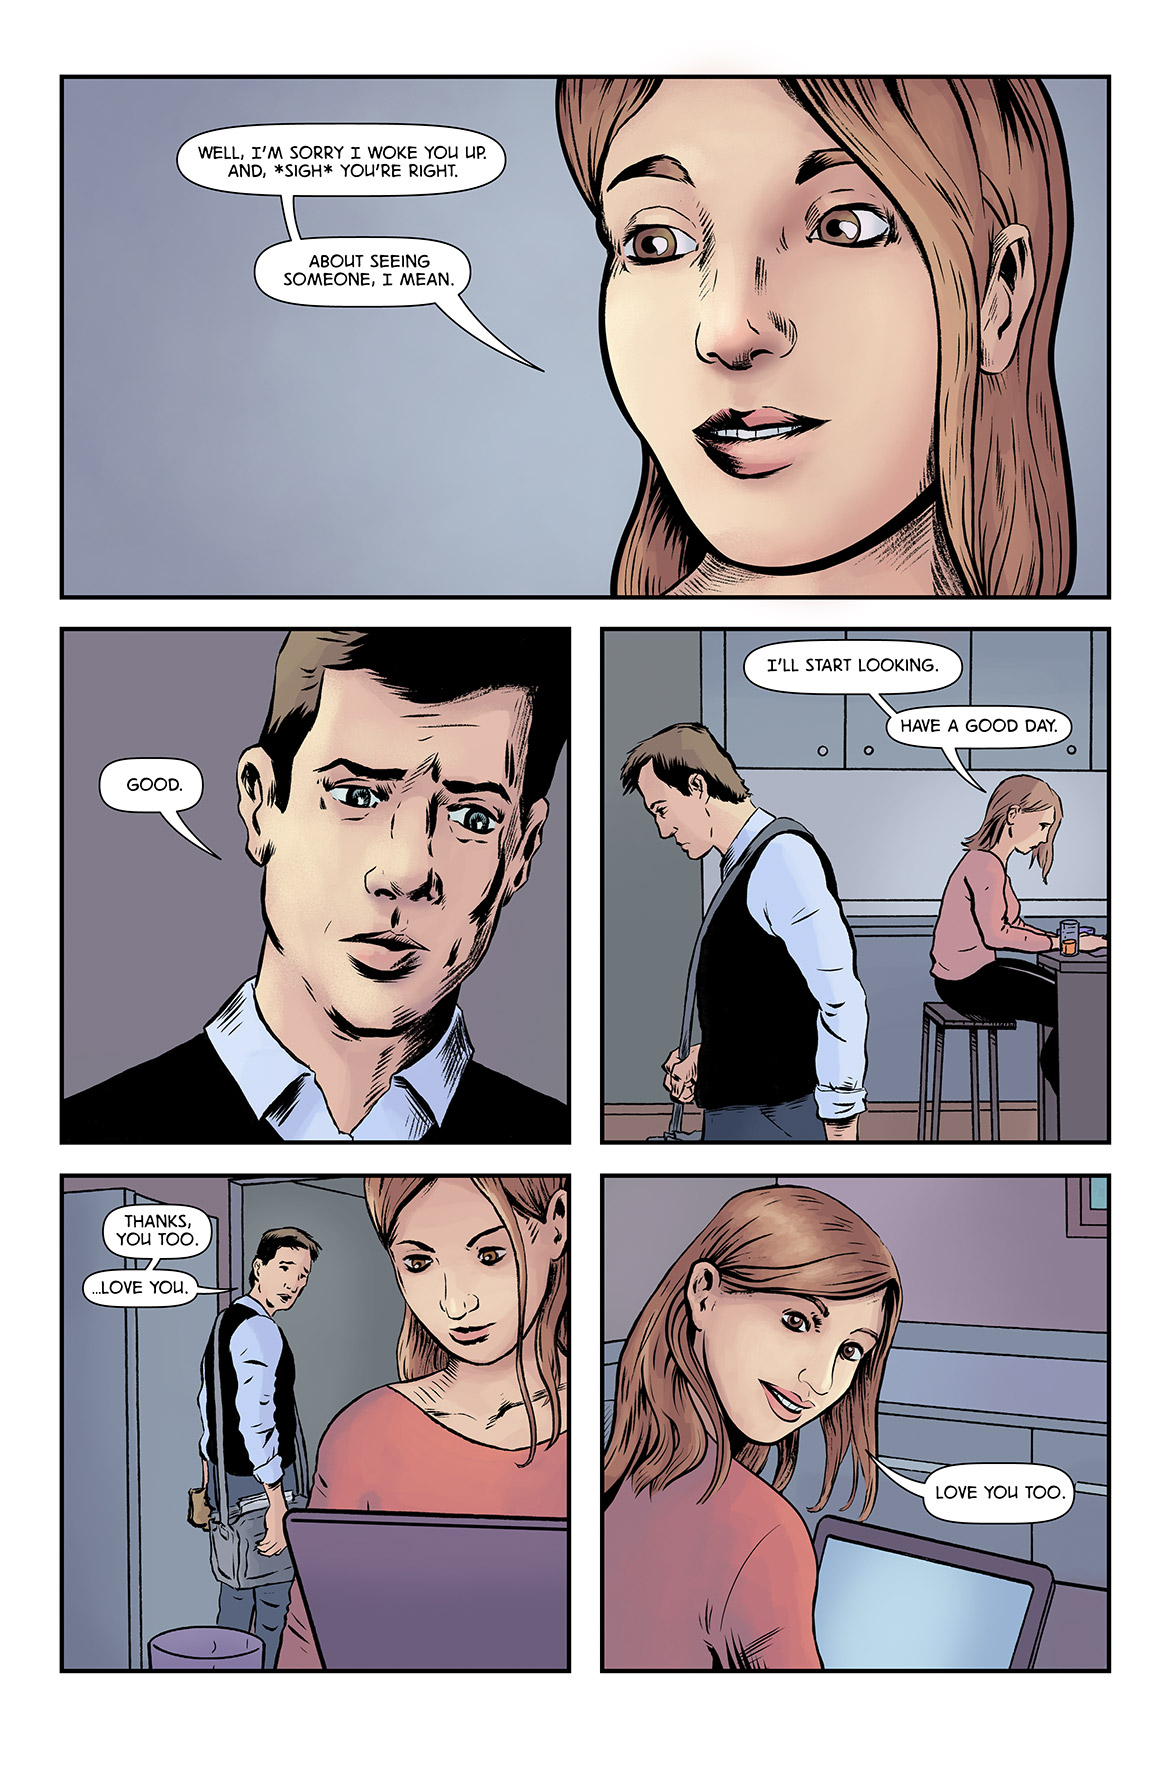 WELL, I'M SORRY I WOKE YOU UP.
AND, *SIGH* YOU'RE RIGHT.
ABOUT SEEING
SOMEONE, I MEAN.
GOOD.
I'LL START LOOKING.
HAVE A GOOD DAY.
THANKS,
YOU TOO.
...LOVE YOU.
LOVE YOU TOO.